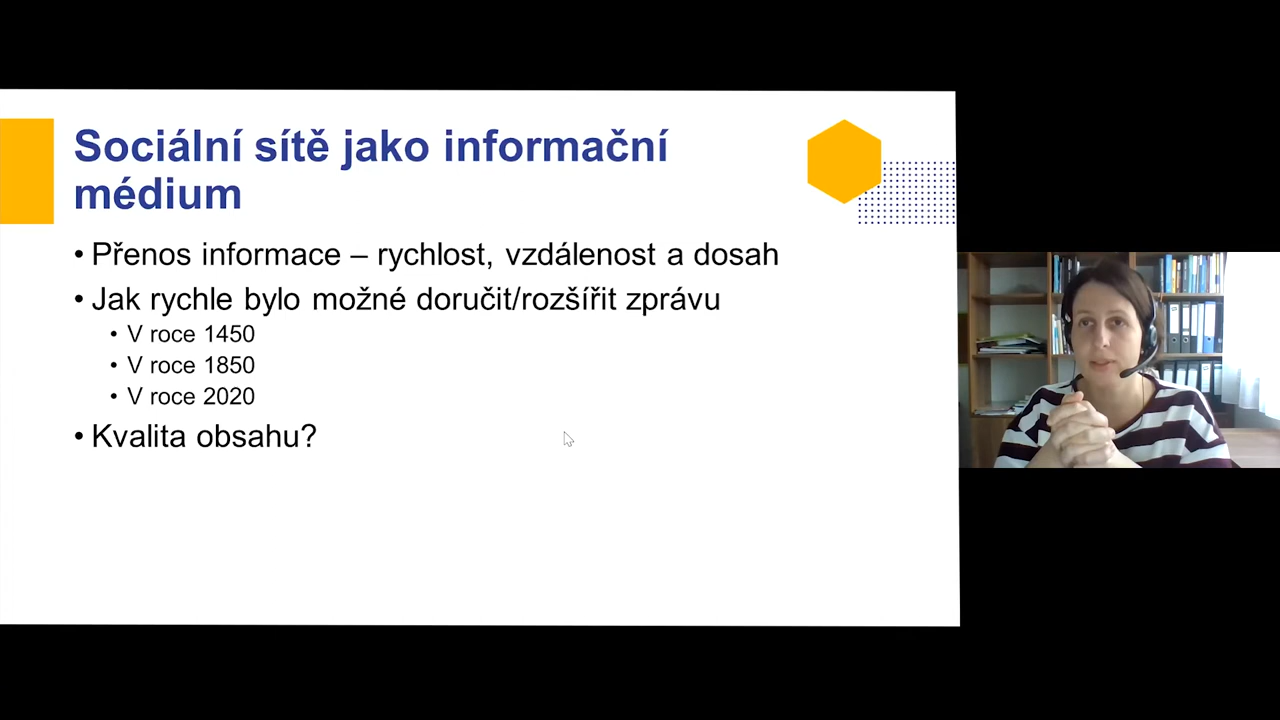 Sociální sítě jako informační
médium
• Přenos informace – rychlost, vzdálenost a dosah
• Jak rychle bylo možné doručit/rozšířit zprávu
• V roce 1450
• V roce 1850
• V roce 2020
• Kvalita obsahu?